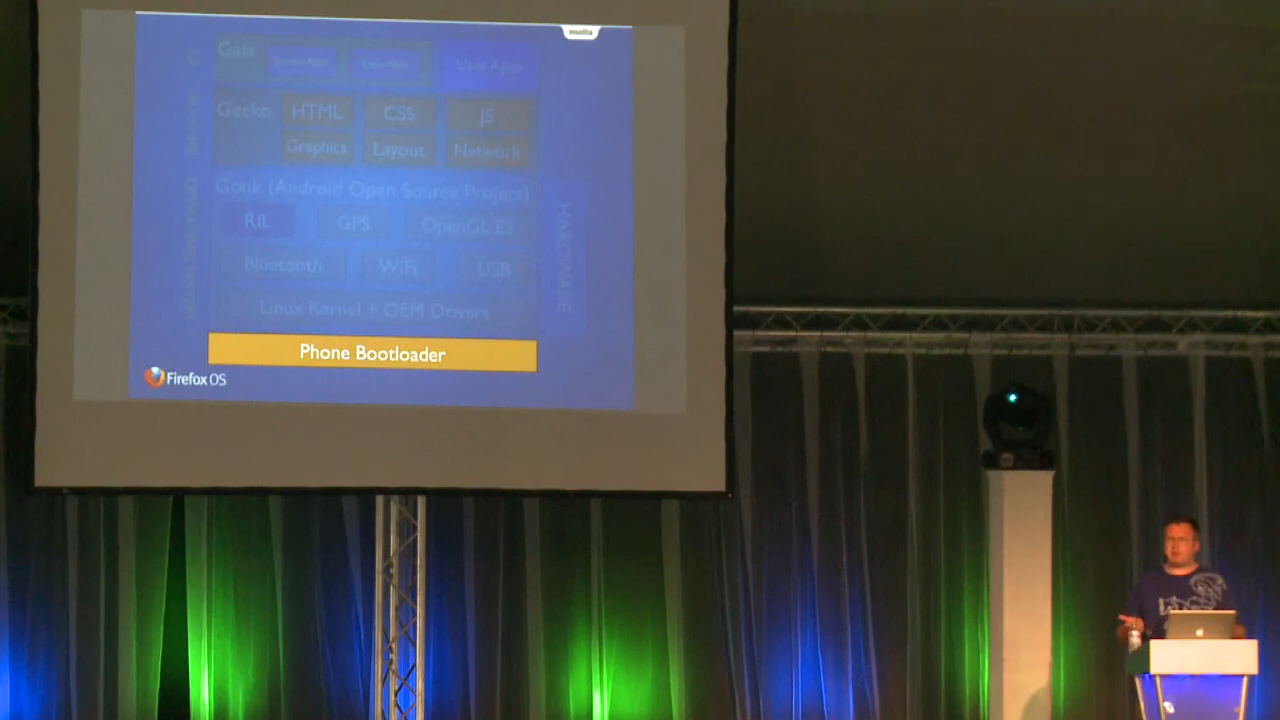 mozilla
Gaia
User Apps
Gecko HTML CSS JS
Graphics Layout Network
Gonk (Android Open Source Project)
RIL GPS OpenGL ES
Bluetooth WiFi USB
Linux Kernel + OEM Drivers
HARDWARE
Phone Bootloader
Firefox OS